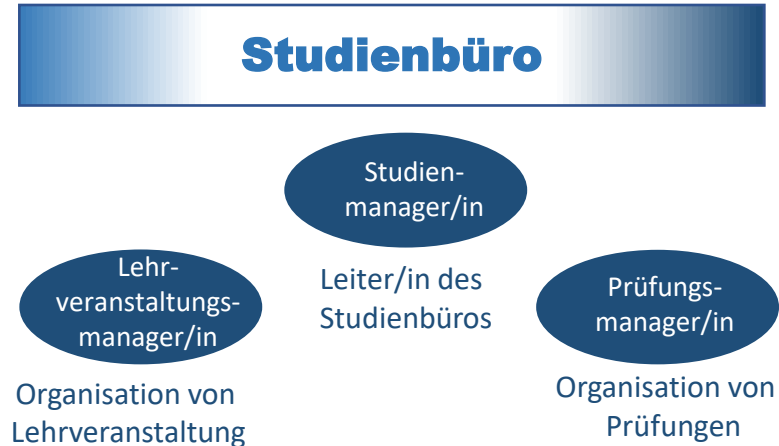 Studienbüro
Studien-
manager/in
Leiter/in des
Studienbüros
Lehr-
veranstaltungs-
manager/in
Organisation von
Lehrveranstaltung
Prüfungs-
manager/in
Organisation von
Prüfungen